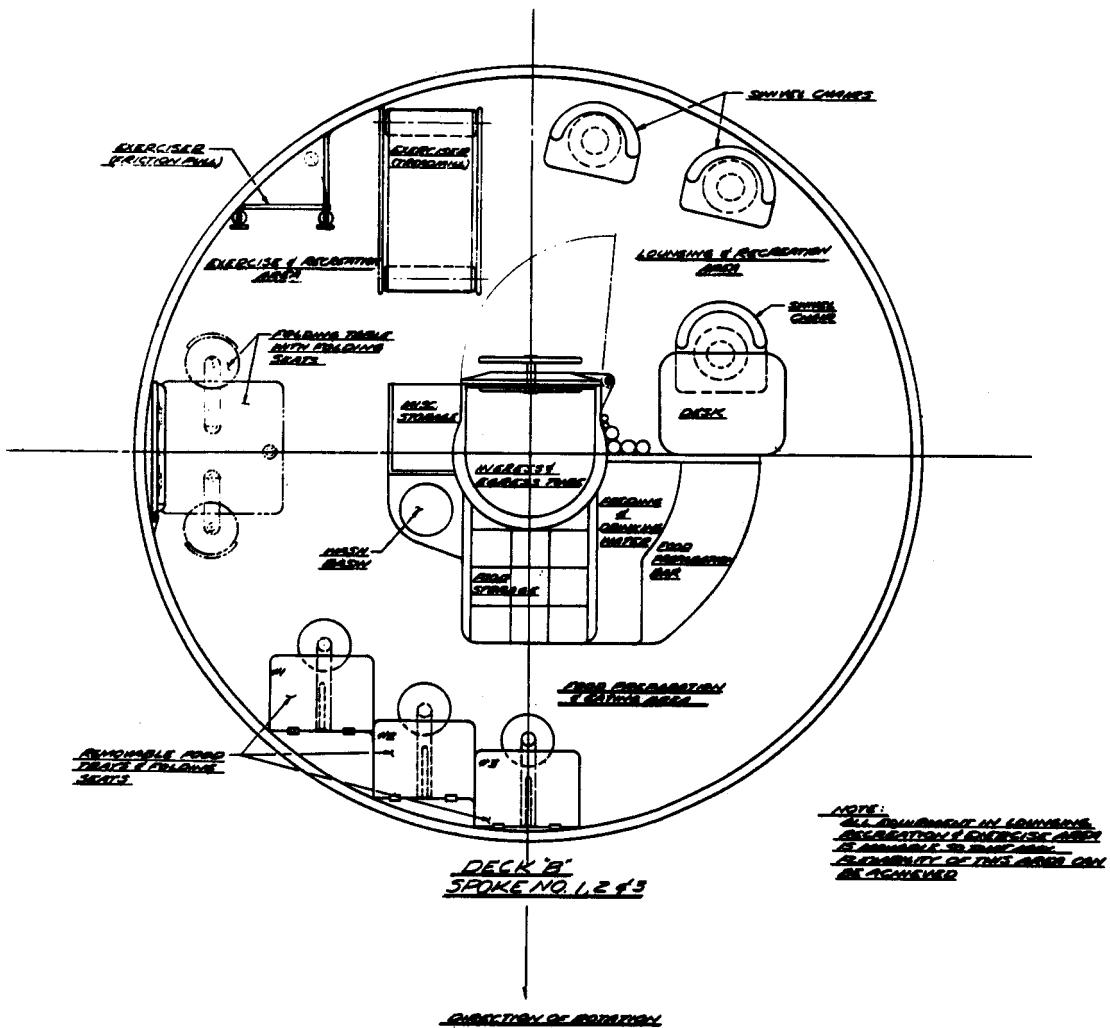 SWIVEL CHAIRS
EXERCISER
(FRICTION PULL)
EXERCISER
(TREADMILL)
EXERCISE & RECREATION
AREA
LOUNGING & RECREATION
AREA
SWIVEL
CHAIR
FOLDING TABLE
WITH FOLDING
SEATS
MISC.
STORAGE
DESK
INGRESS &
EGRESS TUBE
FEEDING
&
DRINKING
WATER
FOOD
PREPARATION
BAR
WASH
BASIN
FOOD
STORAGE
#1
#2
#3
FOOD PREPARATION
& EATING AREA
REMOVABLE FOOD
TRAYS & FOLDING
SEATS
NOTE:
ALL EQUIPMENT IN LOUNGING
RECREATION & EXERCISE AREA
IS MOVABLE SO THAT
FLEXIBILITY OF THIS AREA CAN
BE ACHIEVED
DECK "B"
SPOKE NO. 1, 2 & 3
DIRECTION OF ROTATION